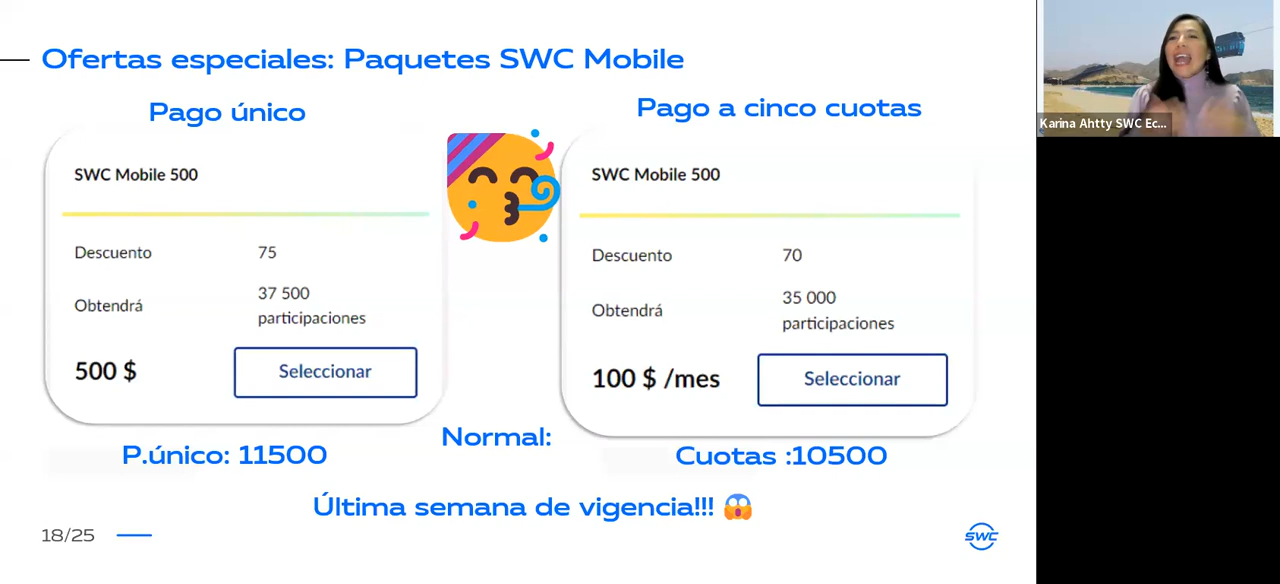 Ofertas especiales: Paquetes SWC Mobile
Pago único
Pago a cinco cuotas
SWC Mobile 500
Descuento 75
Obtendrá 37 500
participaciones
500 $ Seleccionar
SWC Mobile 500
Descuento 70
Obtendrá 35 000
participaciones
100 $ /mes Seleccionar
Normal:
P.único: 11500
Cuotas :10500
Última semana de vigencia!!!
18/25
SWC
Karina Ahtty SWC Ec...